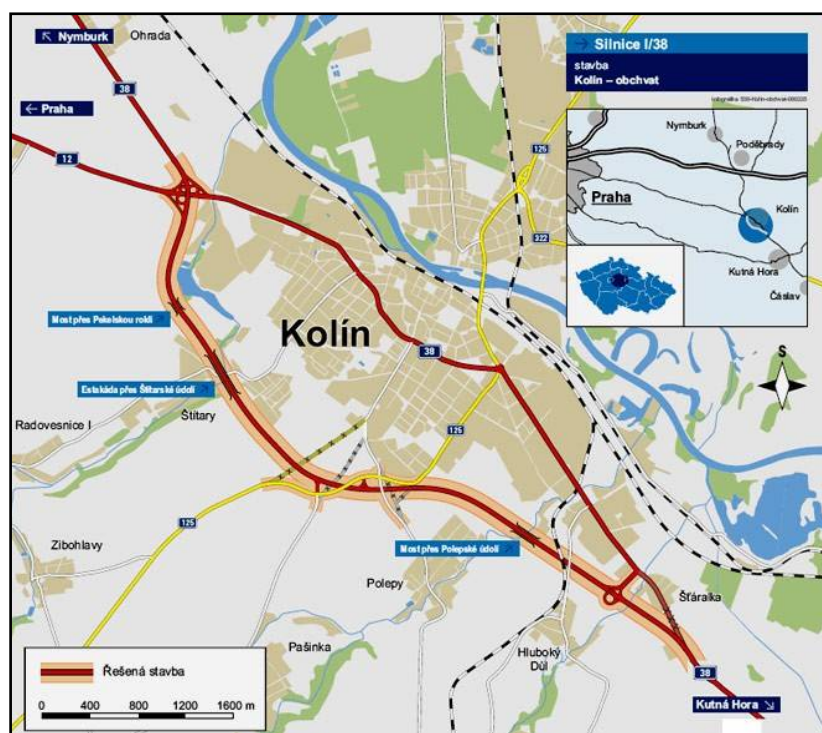 Nymburk
Ohrada
Praha
38
12
125
322
Silnice I/38
stavba
Kolín – obchvat
Nymburk
Poděbrady
Praha
Kolín
Kutná Hora
Čáslav
S
Most přes Pekelskou rokli
Kolín
38
Estakáda přes Štítarské údolí
Štítary
Radovesnice I
125
125
Zibohlavy
Most přes Polepské údolí
Polepy
Šťáralka
Pašinka
Hluboký
Důl
38
Kutná Hora
Řešená stavba
0 400 800 1200 1600 m